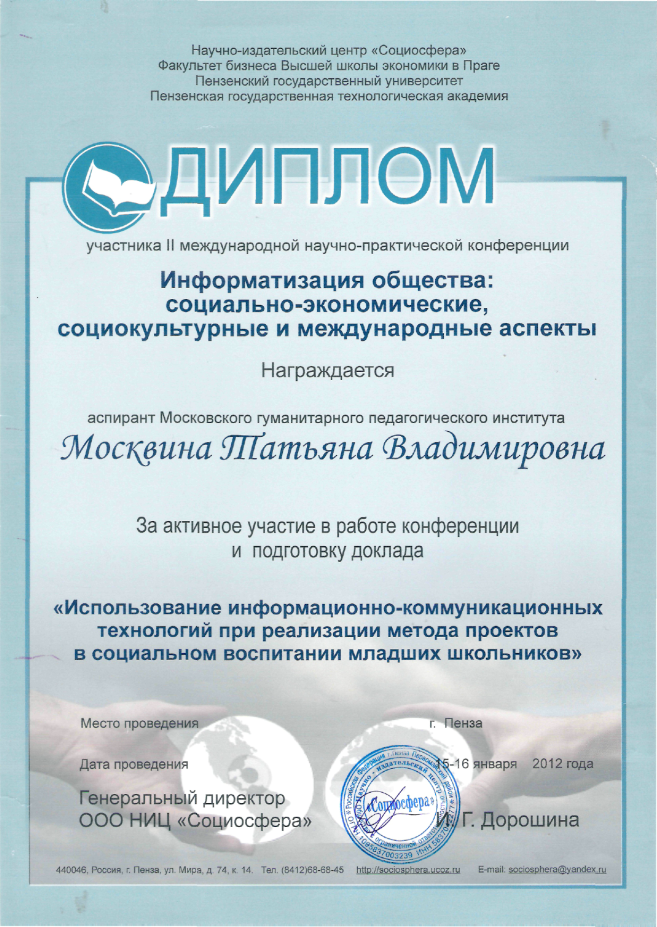 Научно-издательский центр «Социосфера»
Факультет бизнеса Высшей школы экономики в Праге
Пензенский государственный университет
Пензенская государственная технологическая академия
ДИПЛОМ
участника II международной научно-практической конференции
Информатизация общества:
социально-экономические,
социокультурные и международные аспекты
Награждается
аспирант Московского гуманитарного педагогического института
Москвина Татьяна Владимировна
За активное участие в работе конференции
и подготовку доклада
«Использование информационно-коммуникационных
технологий при реализации метода проектов
в социальном воспитании младших школьников»
Место проведения г. Пенза
Дата проведения 15-16 января 2012 года
Генеральный директор
ООО НИЦ «Социосфера» И. Г. Дорошина
«Социосфера»
440046, Россия, г. Пенза, ул. Мира, д. 74, к. 14. Тел. (8412)68-68-45 http://sociosphera.ucoz.ru E-mail: sociosphera@yandex.ru